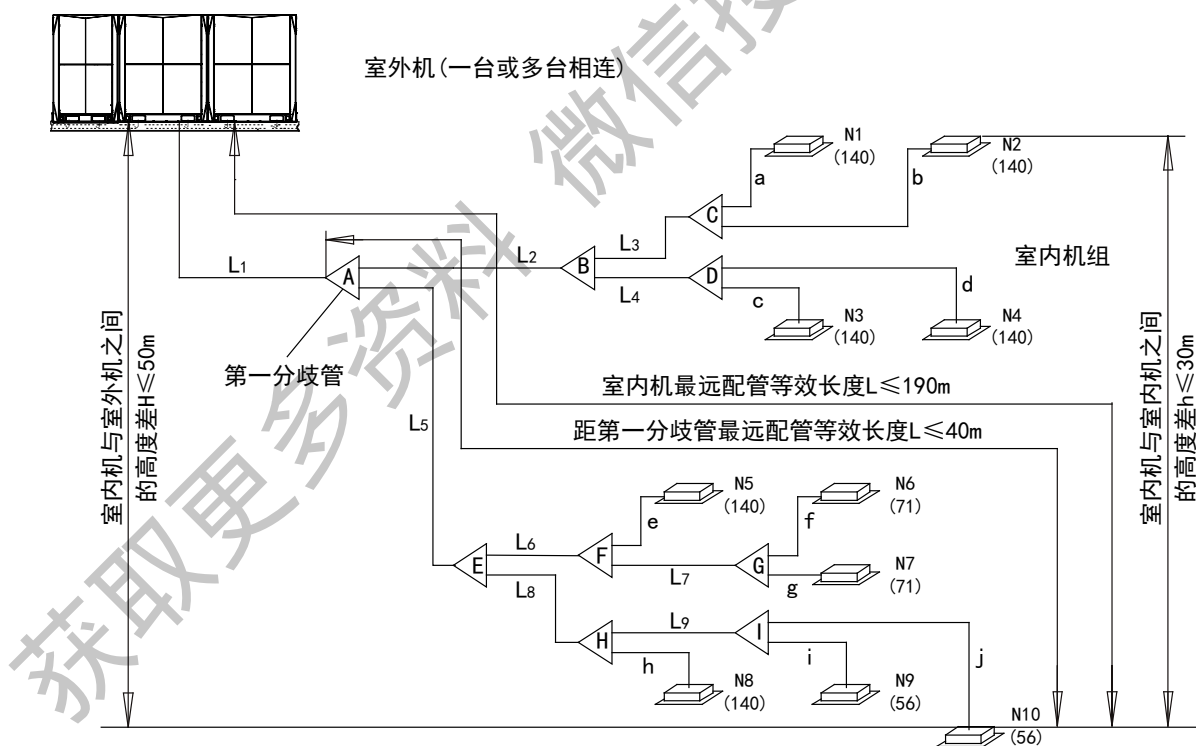 获取更多资料 微信搜
室外机(一台或多台相连)
N1
(140)
N2
(140)
a
b
C
L3
L2
B
室内机组
L1
A
D
d
L4
c
N3
(140)
N4
(140)
第一分歧管
室内机最远配管等效长度L≤190m
L5
距第一分歧管最远配管等效长度L≤40m
室内机与室外机之间
的高度差H≤50m
室内机与室内机之间
的高度差h≤30m
N5
(140)
N6
(71)
e
f
L6
F
E
G
N7
(71)
L7
g
L8
L9
I
H
h
i
j
N8
(140)
N9
(56)
N10
(56)